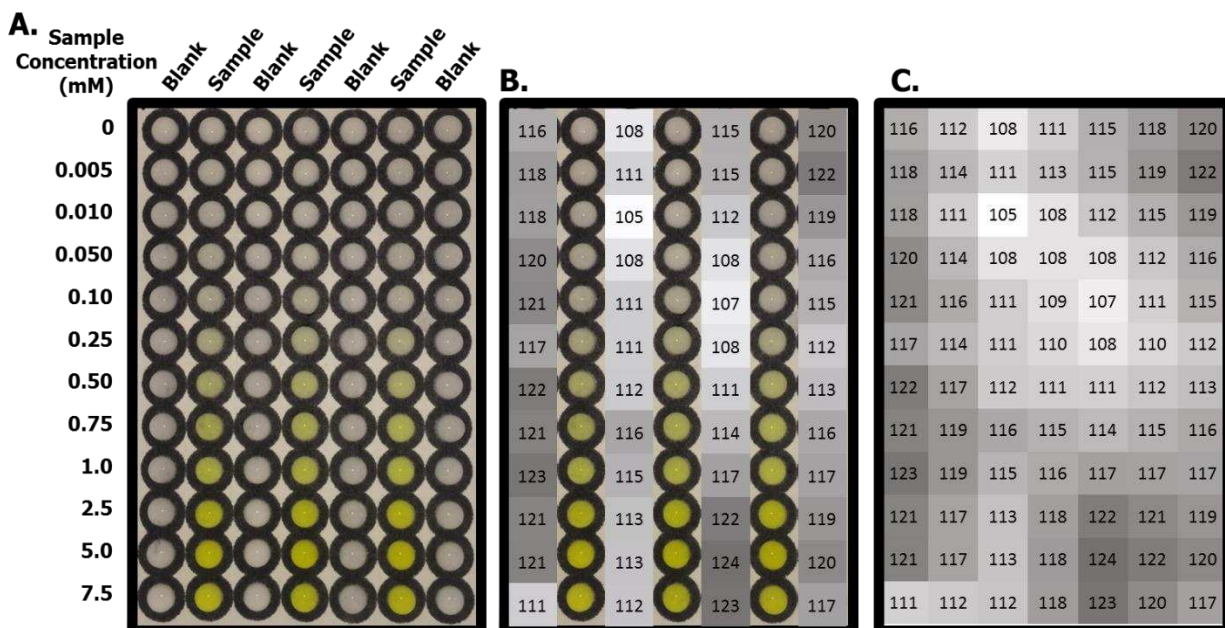 A.
Sample
Concentration
(mM)
Blank
Sample
Blank
Sample
Blank
Sample
Blank
0
0.005
0.010
0.050
0.10
0.25
0.50
0.75
1.0
2.5
5.0
7.5
B.
116 108 115 120
118 111 115 122
118 105 112 119
120 108 108 116
121 111 107 115
117 111 108 112
122 112 111 113
121 116 114 116
123 115 117 117
121 113 122 119
121 113 124 120
111 112 123 117
C.
116 112 108 111 115 118 120
118 114 111 113 115 119 122
118 111 105 108 112 115 119
120 114 108 108 108 112 116
121 116 111 109 107 111 115
117 114 111 110 108 110 112
122 117 112 111 111 112 113
121 119 116 115 114 115 116
123 119 115 116 117 117 117
121 117 113 118 122 121 119
121 117 113 118 124 122 120
111 112 112 118 123 120 117